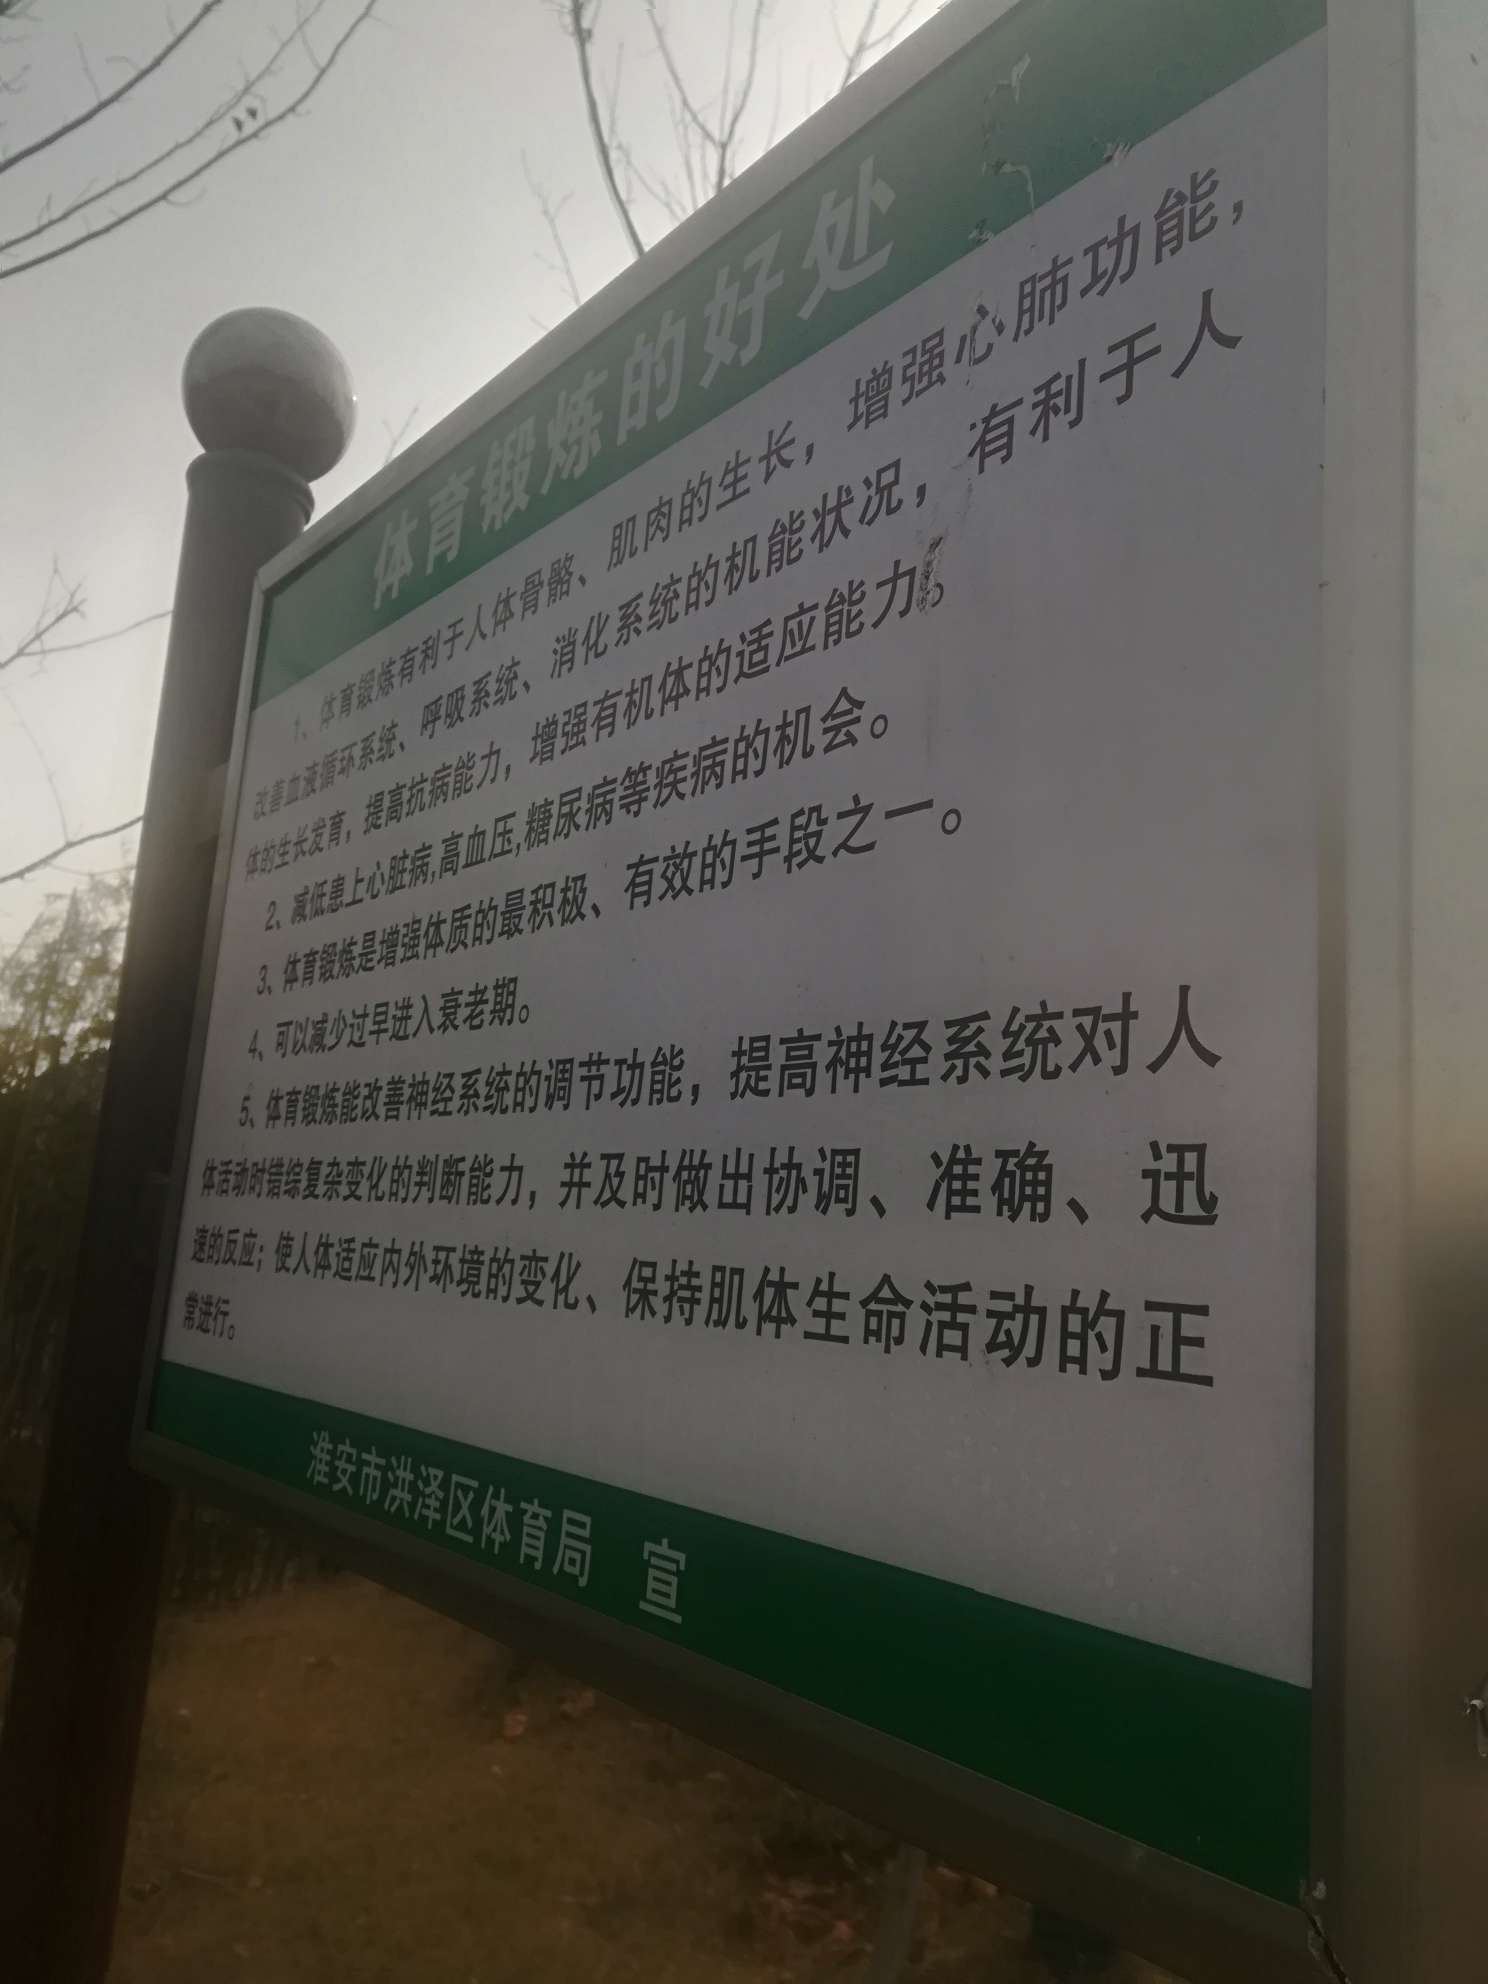 体育锻炼的好处
1、体育锻炼有利于人体骨骼、肌肉的生长，增强心肺功能，
改善血液循环系统、呼吸系统、消化系统的机能状况，有利于人
体的生长发育，提高抗病能力，增强有机体的适应能力。
2、减低患上心脏病,高血压,糖尿病等疾病的机会。
3、体育锻炼是增强体质的最积极、有效的手段之一。
4、可以减少过早进入衰老期。
5、体育锻炼能改善神经系统的调节功能，提高神经系统对人
体活动时错综复杂变化的判断能力，并及时做出协调、准确、迅
速的反应；使人体适应内外环境的变化、保持肌体生命活动的正
常进行。
淮安市洪泽区体育局 宣